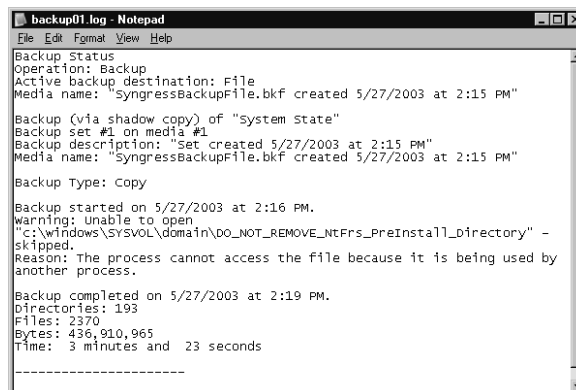 backup01.log - Notepad
File Edit Format View Help
Backup Status
Operation: Backup
Active backup destination: File
Media name: "SyngressBackupFile.bkf created 5/27/2003 at 2:15 PM"
Backup (via shadow copy) of "System State"
Backup set #1 on media #1
Backup description: "Set created 5/27/2003 at 2:15 PM"
Media name: "SyngressBackupFile.bkf created 5/27/2003 at 2:15 PM"
Backup Type: Copy
Backup started on 5/27/2003 at 2:16 PM.
Warning: Unable to open
"c:\windows\SYSVOL\domain\DO_NOT_REMOVE_NtFrs_PreInstall_Directory" -
skipped.
Reason: The process cannot access the file because it is being used by
another process.
Backup completed on 5/27/2003 at 2:19 PM.
Directories: 193
Files: 2370
Bytes: 436,910,965
Time:  3 minutes and  23 seconds
----------------------